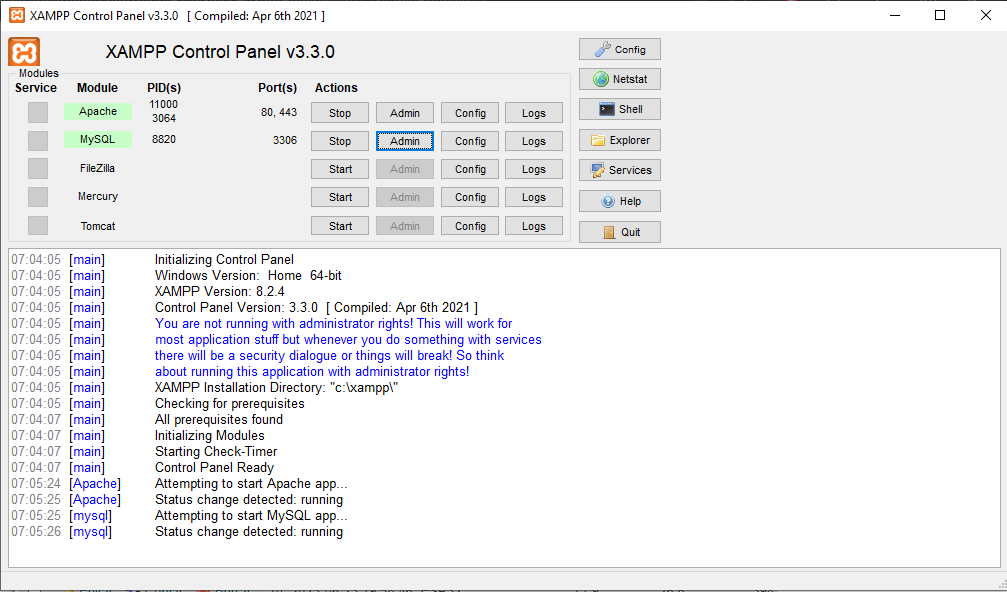 XAMPP Control Panel v3.3.0 [ Compiled: Apr 6th 2021 ]
XAMPP Control Panel v3.3.0
Config
Modules
Service Module PID(s) Port(s) Actions
Netstat
Apache 11000 3064 80, 443 Stop Admin Config Logs
Shell
MySQL 8820 3306 Stop Admin Config Logs
Explorer
FileZilla Start Admin Config Logs
Services
Mercury Start Admin Config Logs
Help
Tomcat Start Admin Config Logs
Quit
07:04:05 [main] Initializing Control Panel
07:04:05 [main] Windows Version: Home 64-bit
07:04:05 [main] XAMPP Version: 8.2.4
07:04:05 [main] Control Panel Version: 3.3.0 [ Compiled: Apr 6th 2021 ]
07:04:05 [main] You are not running with administrator rights! This will work for
07:04:05 [main] most application stuff but whenever you do something with services
07:04:05 [main] there will be a security dialogue or things will break! So think
07:04:05 [main] about running this application with administrator rights!
07:04:05 [main] XAMPP Installation Directory: "c:\xampp\"
07:04:05 [main] Checking for prerequisites
07:04:07 [main] All prerequisites found
07:04:07 [main] Initializing Modules
07:04:07 [main] Starting Check-Timer
07:04:07 [main] Control Panel Ready
07:05:24 [Apache] Attempting to start Apache app...
07:05:25 [Apache] Status change detected: running
07:05:25 [mysql] Attempting to start MySQL app...
07:05:26 [mysql] Status change detected: running